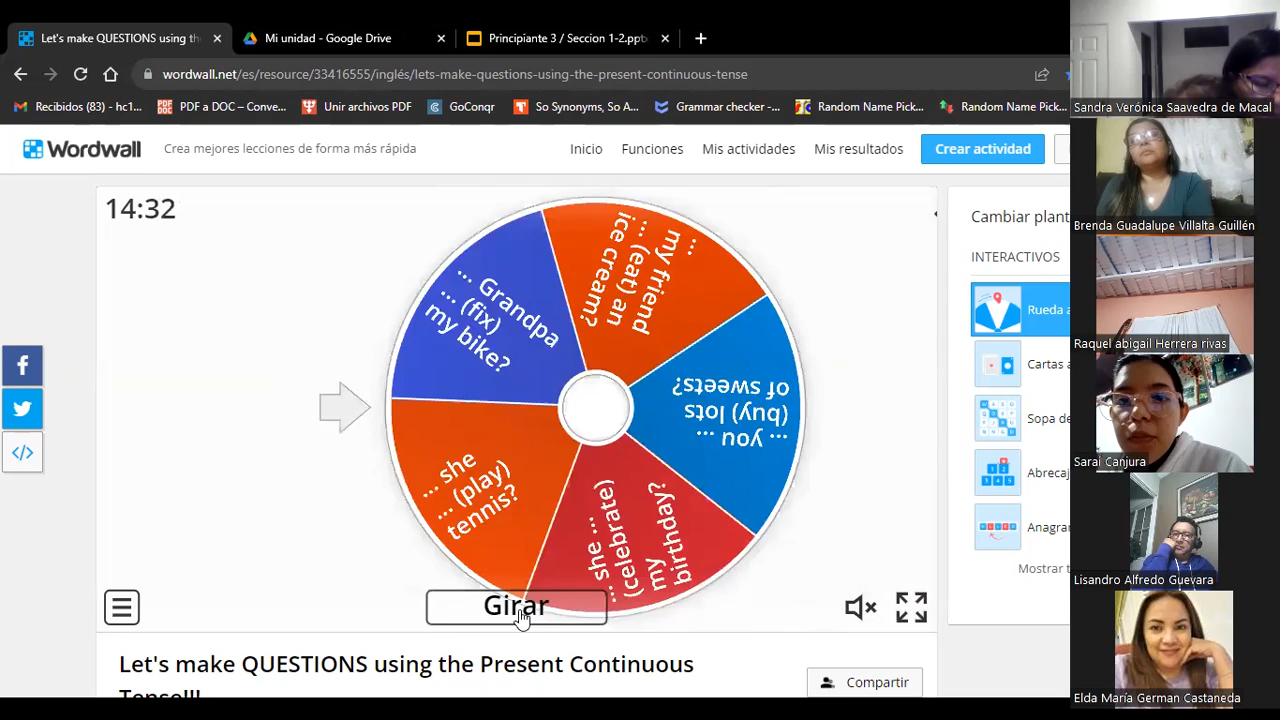 Let's make QUESTIONS using th
Mi unidad - Google Drive
Principiante 3 / Seccion 1-2.ppt
wordwall.net/es/resource/33416555/inglés/lets-make-questions-using-the-present-continuous-tense
Recibidos (83) - hc1...
PDF a DOC – Conve...
Unir archivos PDF
GoConqr
So Synonyms, So A...
Grammar checker -...
Random Name Pick...
Random Name Pick...
Wordwall
Crea mejores lecciones de forma más rápida
Inicio
Funciones
Mis actividades
Mis resultados
Crear actividad
14:32
... Grandpa
... (fix)
my bike?
... my friend
... (eat) an
ice cream?
... you ...
(buy) lots
of sweets?
... she ...
(celebrate)
my
birthday?
... she
... (play)
tennis?
Girar
Cambiar plant
INTERACTIVOS
Rueda a
Cartas a
Sopa de
Abrecaj
Anagran
Mostrar t
Let's make QUESTIONS using the Present Continuous
Tense!!!
Compartir
Sandra Verónica Saavedra de Macal
Brenda Guadalupe Villalta Guillén
Raquel abigail Herrera rivas
Sarai Canjura
Lisandro Alfredo Guevara
Elda María German Castaneda